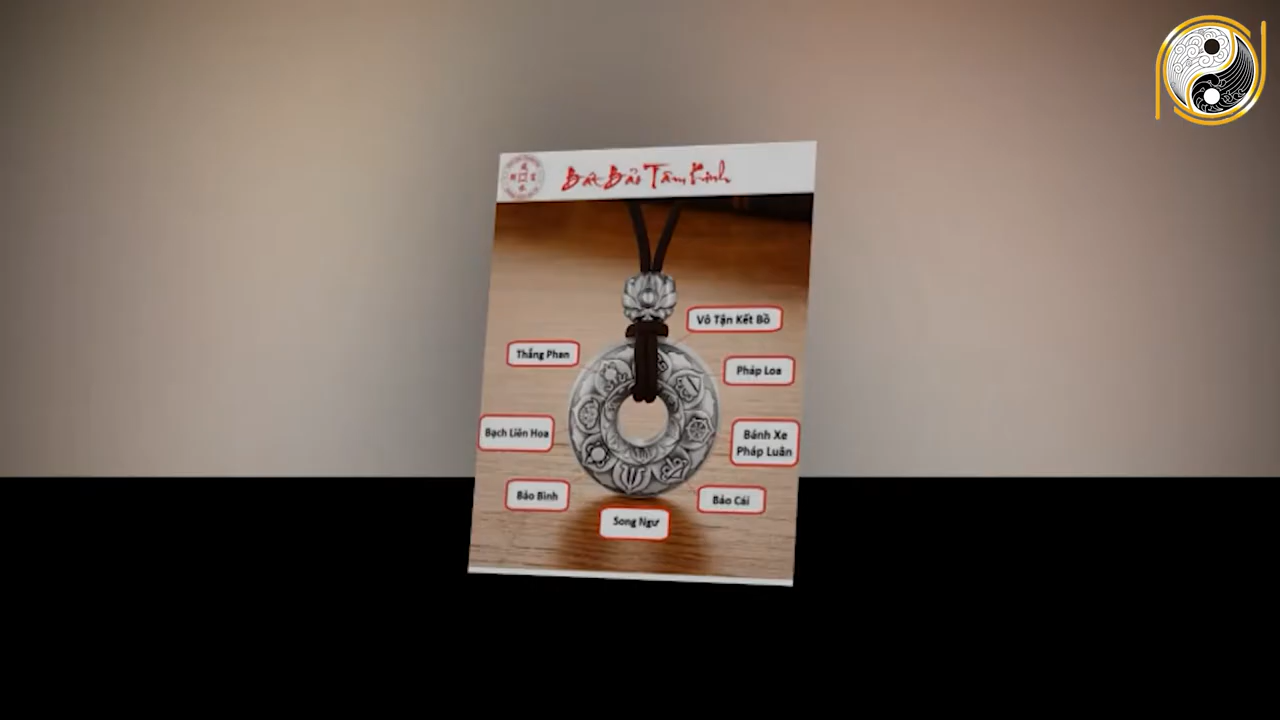 Bát Bảo Tâm Kinh
Vô Tận Kết Bồ
Thắng Phan
Pháp Loa
Bạch Liên Hoa
Bánh Xe
Pháp Luân
Bảo Bình
Bảo Cái
Song Ngư